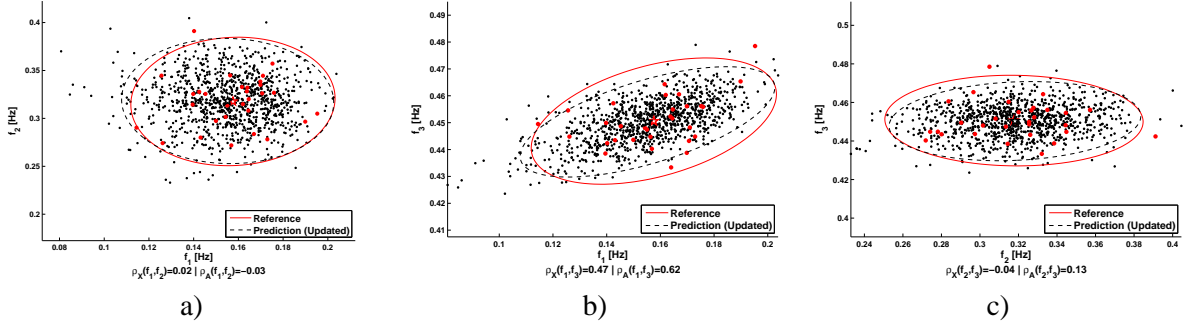 0.4
0.35
0.3
0.25
0.2
f₂ [Hz]
0.08 0.1 0.12 0.14 0.16 0.18 0.2
f₁ [Hz]
Reference
Prediction (Updated)
ρX(f₁,f₂)=0.02 | ρA(f₁,f₂)=−0.03
a)
0.49
0.48
0.47
0.46
0.45
0.44
0.43
0.42
0.41
f₃ [Hz]
0.1 0.12 0.14 0.16 0.18 0.2
f₁ [Hz]
Reference
Prediction (Updated)
ρX(f₁,f₃)=0.47 | ρA(f₁,f₃)=0.62
b)
0.5
0.48
0.46
0.44
0.42
0.4
f₃ [Hz]
0.24 0.26 0.28 0.3 0.32 0.34 0.36 0.38 0.4
f₂ [Hz]
Reference
Prediction (Updated)
ρX(f₂,f₃)=−0.04 | ρA(f₂,f₃)=0.13
c)